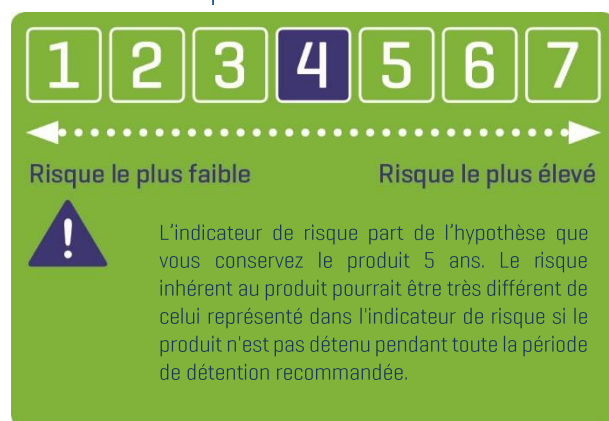 1 2 3 4 5 6 7
Risque le plus faible Risque le plus élevé
!
L'indicateur de risque part de l'hypothèse que
vous conservez le produit 5 ans. Le risque
inhérent au produit pourrait être très différent de
celui représenté dans l'indicateur de risque si le
produit n'est pas détenu pendant toute la période
de détention recommandée.